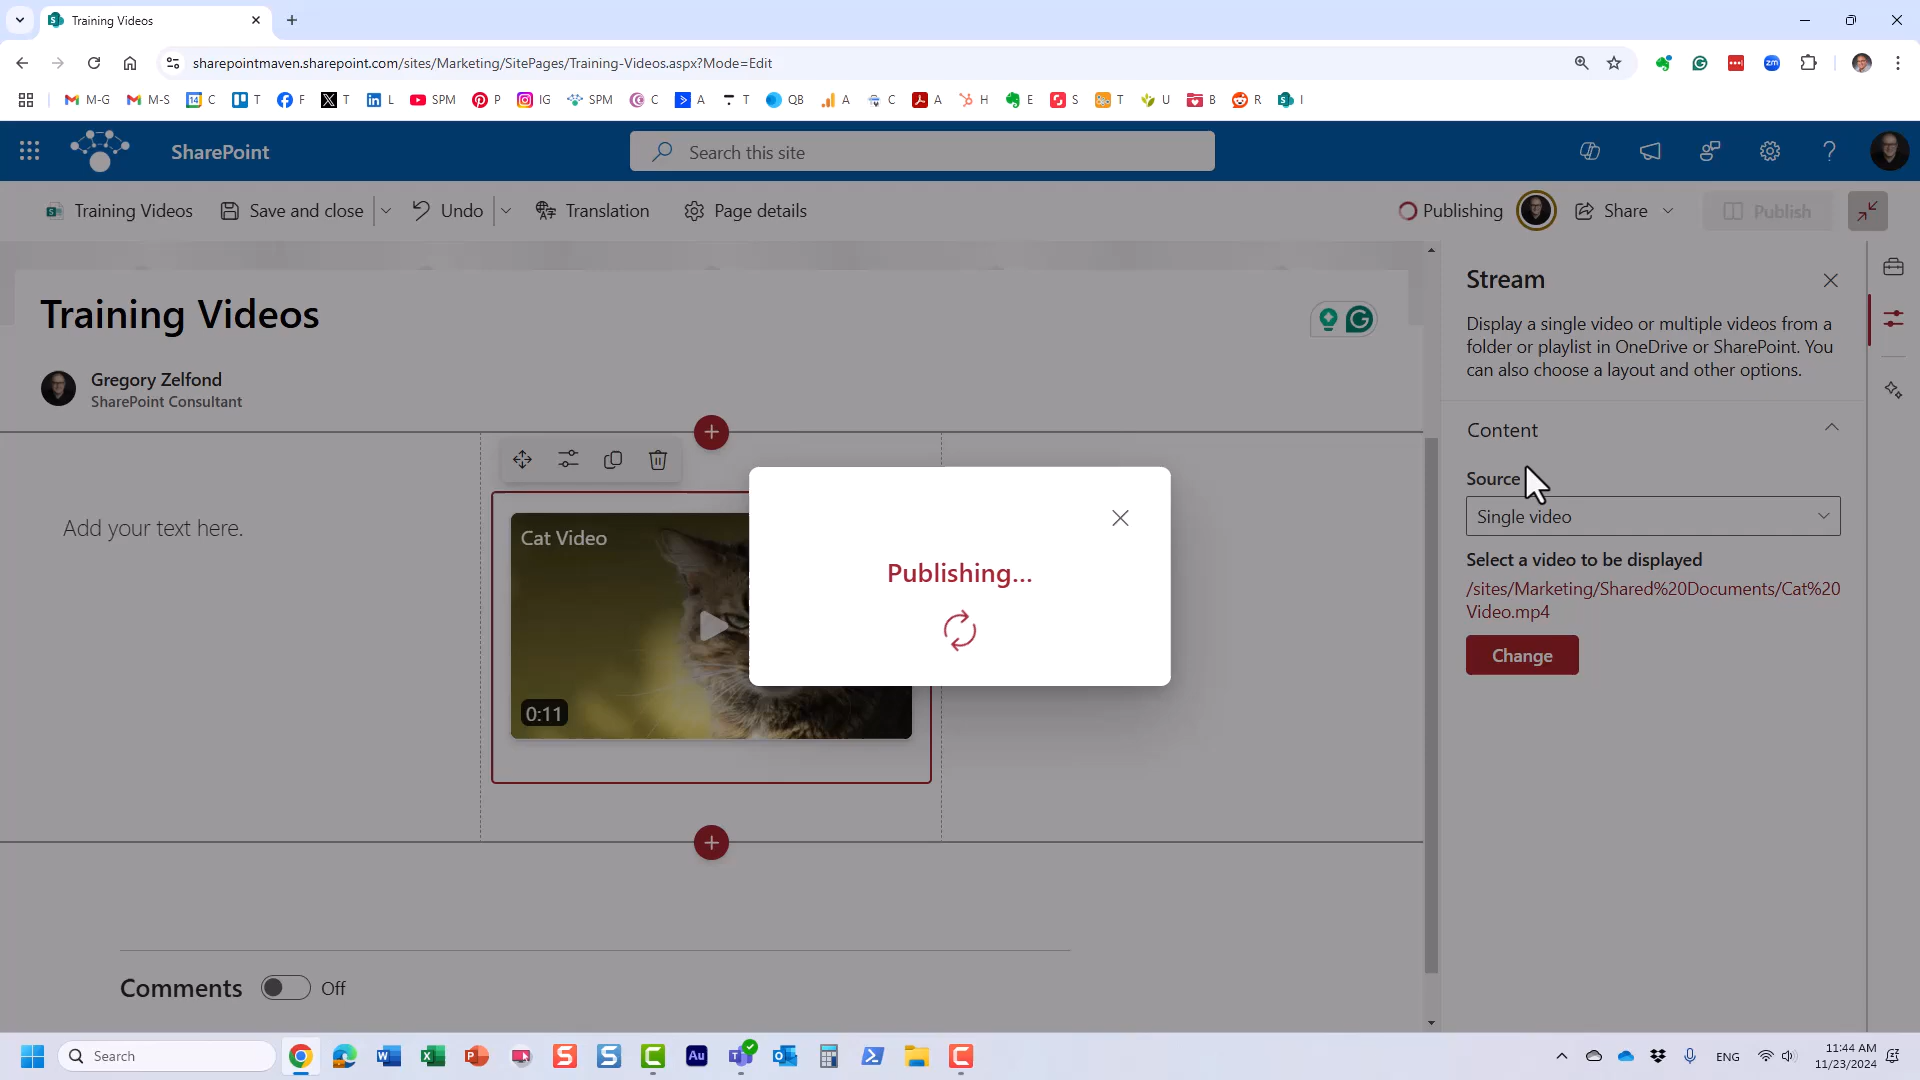 Training Videos
sharepointmaven.sharepoint.com/sites/Marketing/SitePages/Training-Videos.aspx?Mode=Edit
M-G
M-S
C
T
F
T
L
SPM
P
IG
SPM
C
A
T
QB
A
C
A
H
E
S
T
U
B
R
I
SharePoint
Search this site
Training Videos
Save and close
Undo
Translation
Page details
Publishing
Share
Publish
Training Videos
Gregory Zelfond
SharePoint Consultant
Add your text here.
Cat Video
0:11
Publishing...
Stream
Display a single video or multiple videos from a
folder or playlist in OneDrive or SharePoint. You
can also choose a layout and other options.
Content
Source
Single video
Select a video to be displayed
/sites/Marketing/Shared%20Documents/Cat%20
Video.mp4
Change
Comments
Off
Search
ENG
11:44 AM
11/23/2024